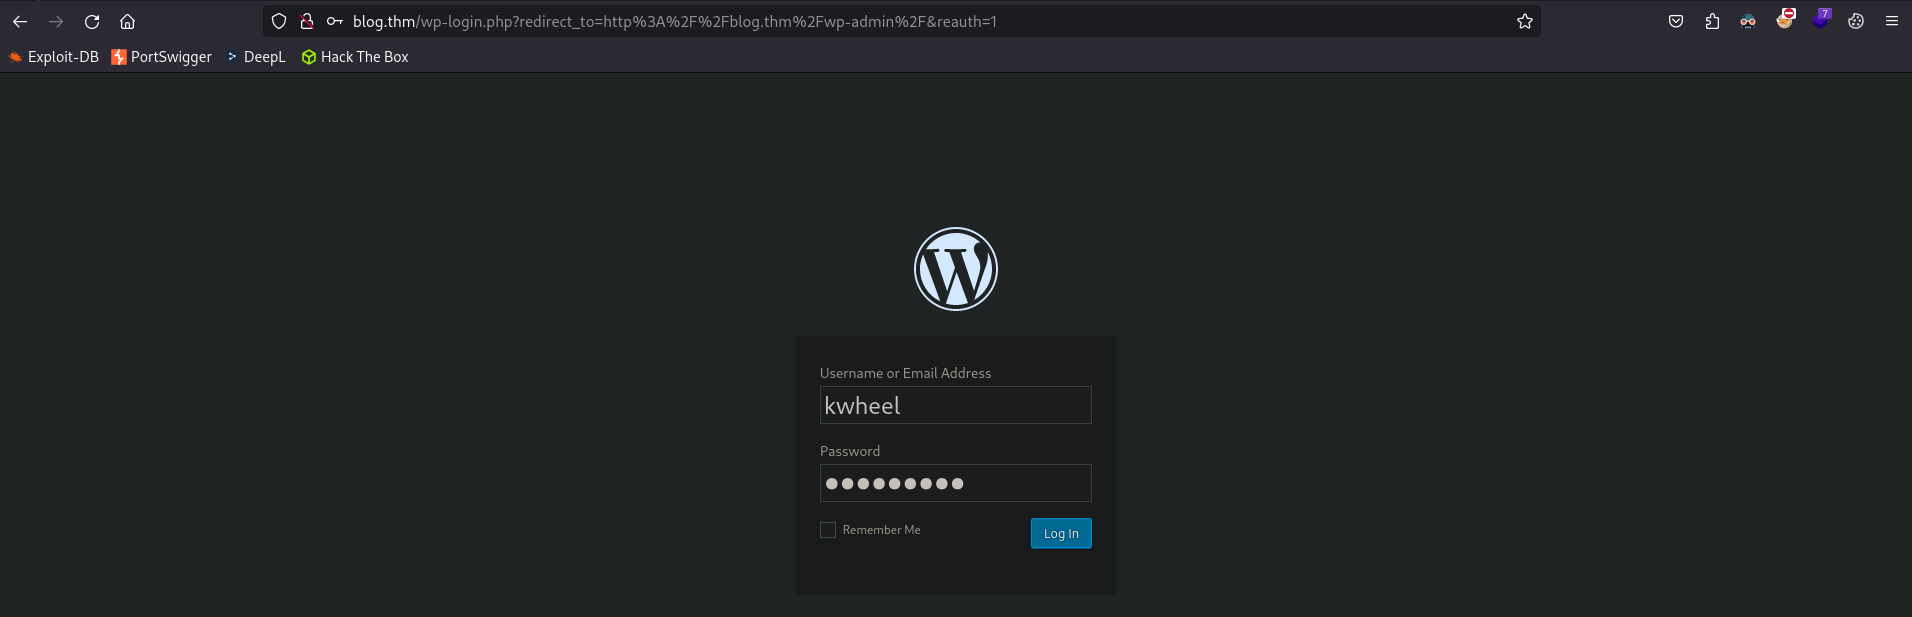 blog.thm/wp-login.php?redirect_to=http%3A%2F%2Fblog.thm%2Fwp-admin%2F&reauth=1
7
Exploit-DB PortSwigger DeepL Hack The Box
Username or Email Address
kwheel
Password
Remember Me Log In